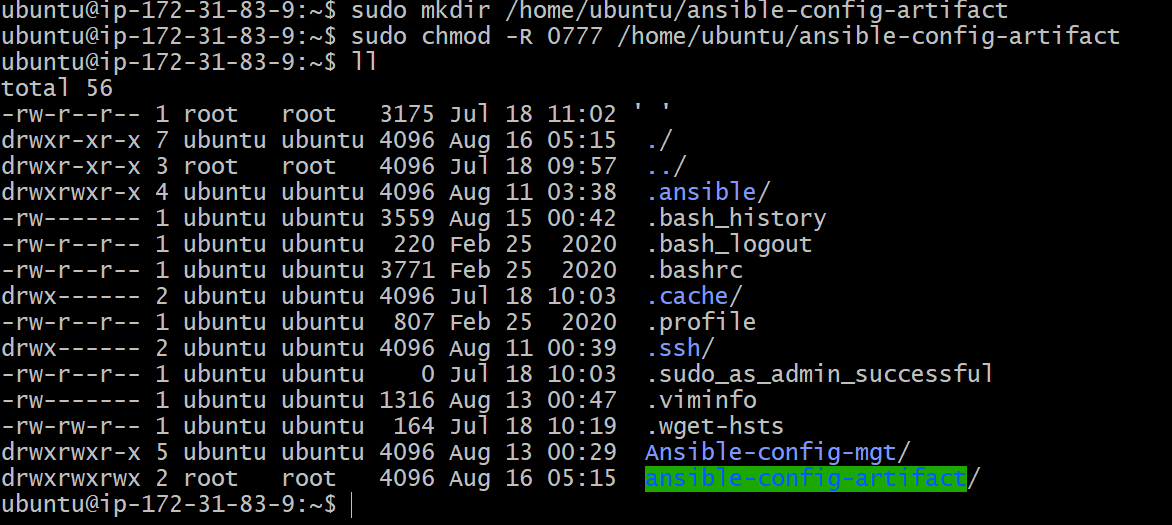 ubuntu@ip-172-31-83-9:~$ sudo mkdir /home/ubuntu/ansible-config-artifact
ubuntu@ip-172-31-83-9:~$ sudo chmod -R 0777 /home/ubuntu/ansible-config-artifact
ubuntu@ip-172-31-83-9:~$ ll
total 56
-rw-r--r-- 1 root   root   3175 Jul 18 11:02 ' '
drwxr-xr-x 7 ubuntu ubuntu 4096 Aug 16 05:15  ./
drwxr-xr-x 3 root   root   4096 Jul 18 09:57  ../
drwxrwxr-x 4 ubuntu ubuntu 4096 Aug 11 03:38  .ansible/
-rw------- 1 ubuntu ubuntu 3559 Aug 15 00:42  .bash_history
-rw-r--r-- 1 ubuntu ubuntu  220 Feb 25  2020  .bash_logout
-rw-r--r-- 1 ubuntu ubuntu 3771 Feb 25  2020  .bashrc
drwx------ 2 ubuntu ubuntu 4096 Jul 18 10:03  .cache/
-rw-r--r-- 1 ubuntu ubuntu  807 Feb 25  2020  .profile
drwx------ 2 ubuntu ubuntu 4096 Aug 11 00:39  .ssh/
-rw-r--r-- 1 ubuntu ubuntu    0 Jul 18 10:03  .sudo_as_admin_successful
-rw------- 1 ubuntu ubuntu 1316 Aug 13 00:47  .viminfo
-rw-rw-r-- 1 ubuntu ubuntu  164 Jul 18 10:19  .wget-hsts
drwxrwxr-x 5 ubuntu ubuntu 4096 Aug 13 00:29  Ansible-config-mgt/
drwxrwxrwx 2 root   root   4096 Aug 16 05:15  ansible-config-artifact/
ubuntu@ip-172-31-83-9:~$